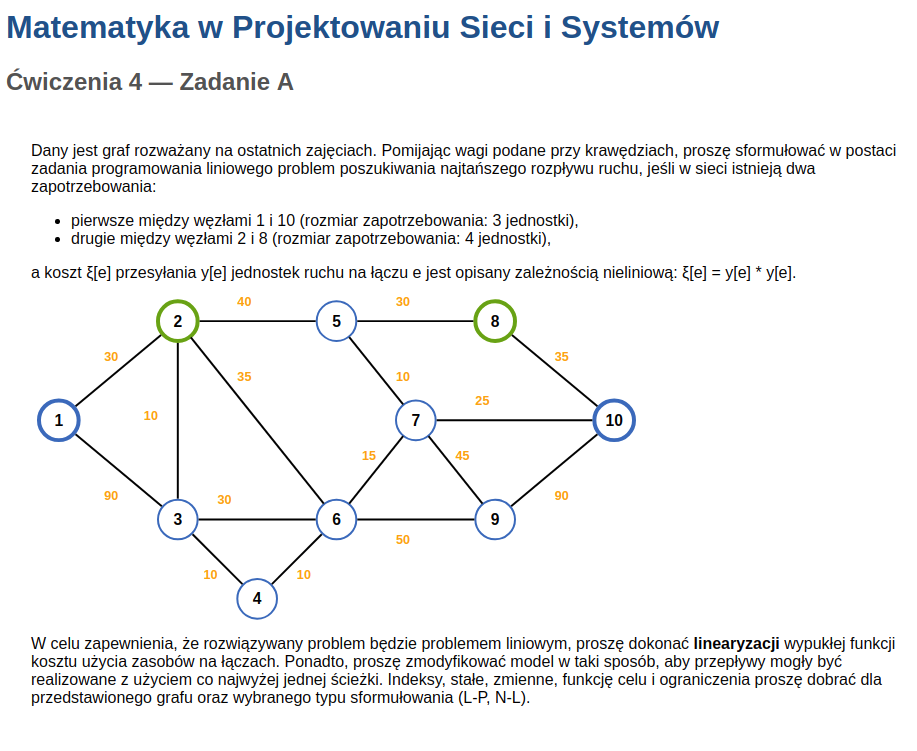 Matematyka w Projektowaniu Sieci i Systemów
Ćwiczenia 4 — Zadanie A
Dany jest graf rozważany na ostatnich zajęciach. Pomijając wagi podane przy krawędziach, proszę sformułować w postaci
zadania programowania liniowego problem poszukiwania najtańszego rozpływu ruchu, jeśli w sieci istnieją dwa
zapotrzebowania:
• pierwsze między węzłami 1 i 10 (rozmiar zapotrzebowania: 3 jednostki),
• drugie między węzłami 2 i 8 (rozmiar zapotrzebowania: 4 jednostki),
a koszt ξ[e] przesyłania y[e] jednostek ruchu na łączu e jest opisany zależnością nieliniową: ξ[e] = y[e] * y[e].
40
30
2
5
8
30
35
35
10
25
10
1
7
10
15
45
90
30
90
3
6
9
50
10
10
4
W celu zapewnienia, że rozwiązywany problem będzie problemem liniowym, proszę dokonać linearyzacji wypukłej funkcji
kosztu użycia zasobów na łączach. Ponadto, proszę zmodyfikować model w taki sposób, aby przepływy mogły być
realizowane z użyciem co najwyżej jednej ścieżki. Indeksy, stałe, zmienne, funkcję celu i ograniczenia proszę dobrać dla
przedstawionego grafu oraz wybranego typu sformułowania (L-P, N-L).